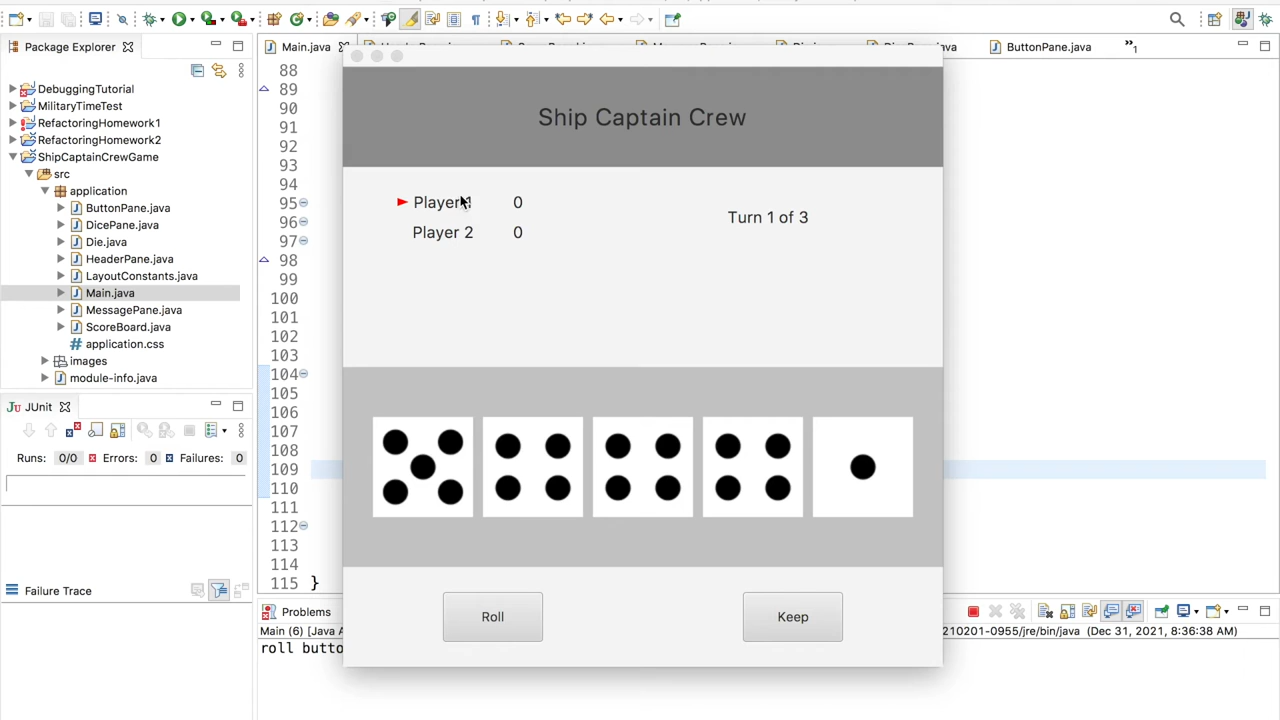 Package Explorer
Main.java
ButtonPane.java
»1
DebuggingTutorial
MilitaryTimeTest
RefactoringHomework1
RefactoringHomework2
ShipCaptainCrewGame
src
application
ButtonPane.java
DicePane.java
Die.java
HeaderPane.java
LayoutConstants.java
Main.java
MessagePane.java
ScoreBoard.java
application.css
images
module-info.java
JUnit
Runs: 0/0
Errors: 0
Failures: 0
Failure Trace
88
89
90
91
92
93
94
95
96
97
98
99
100
101
102
103
104
105
106
107
108
109
110
111
112
113
114
115 }
Ship Captain Crew
Player 1 0
Player 2 0
Turn 1 of 3
Roll
Keep
Problems
Main (6) [Java A
210201-0955/jre/bin/java (Dec 31, 2021, 8:36:38 AM)
roll butto